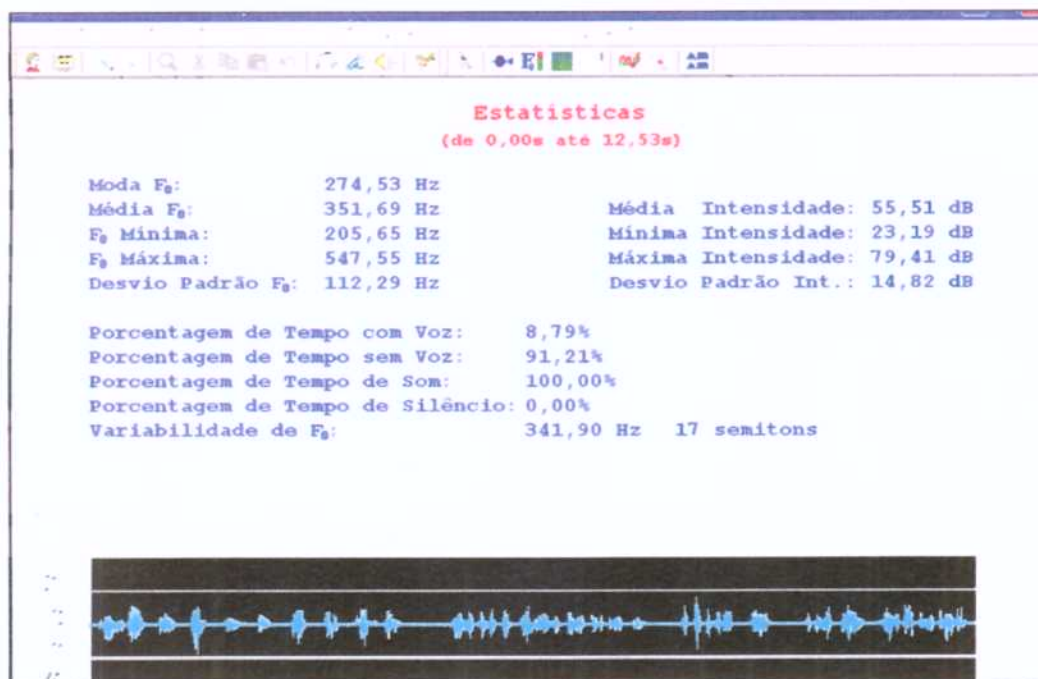 Estatísticas
(de 0,00s até 12,53s)
Moda F₀: 274,53 Hz
Média F₀: 351,69 Hz Média Intensidade: 55,51 dB
F₀ Mínima: 205,65 Hz Mínima Intensidade: 23,19 dB
F₀ Máxima: 547,55 Hz Máxima Intensidade: 79,41 dB
Desvio Padrão F₀: 112,29 Hz Desvio Padrão Int.: 14,82 dB
Porcentagem de Tempo com Voz: 8,79%
Porcentagem de Tempo sem Voz: 91,21%
Porcentagem de Tempo de Som: 100,00%
Porcentagem de Tempo de Silêncio: 0,00%
Variabilidade de F₀: 341,90 Hz 17 semitons